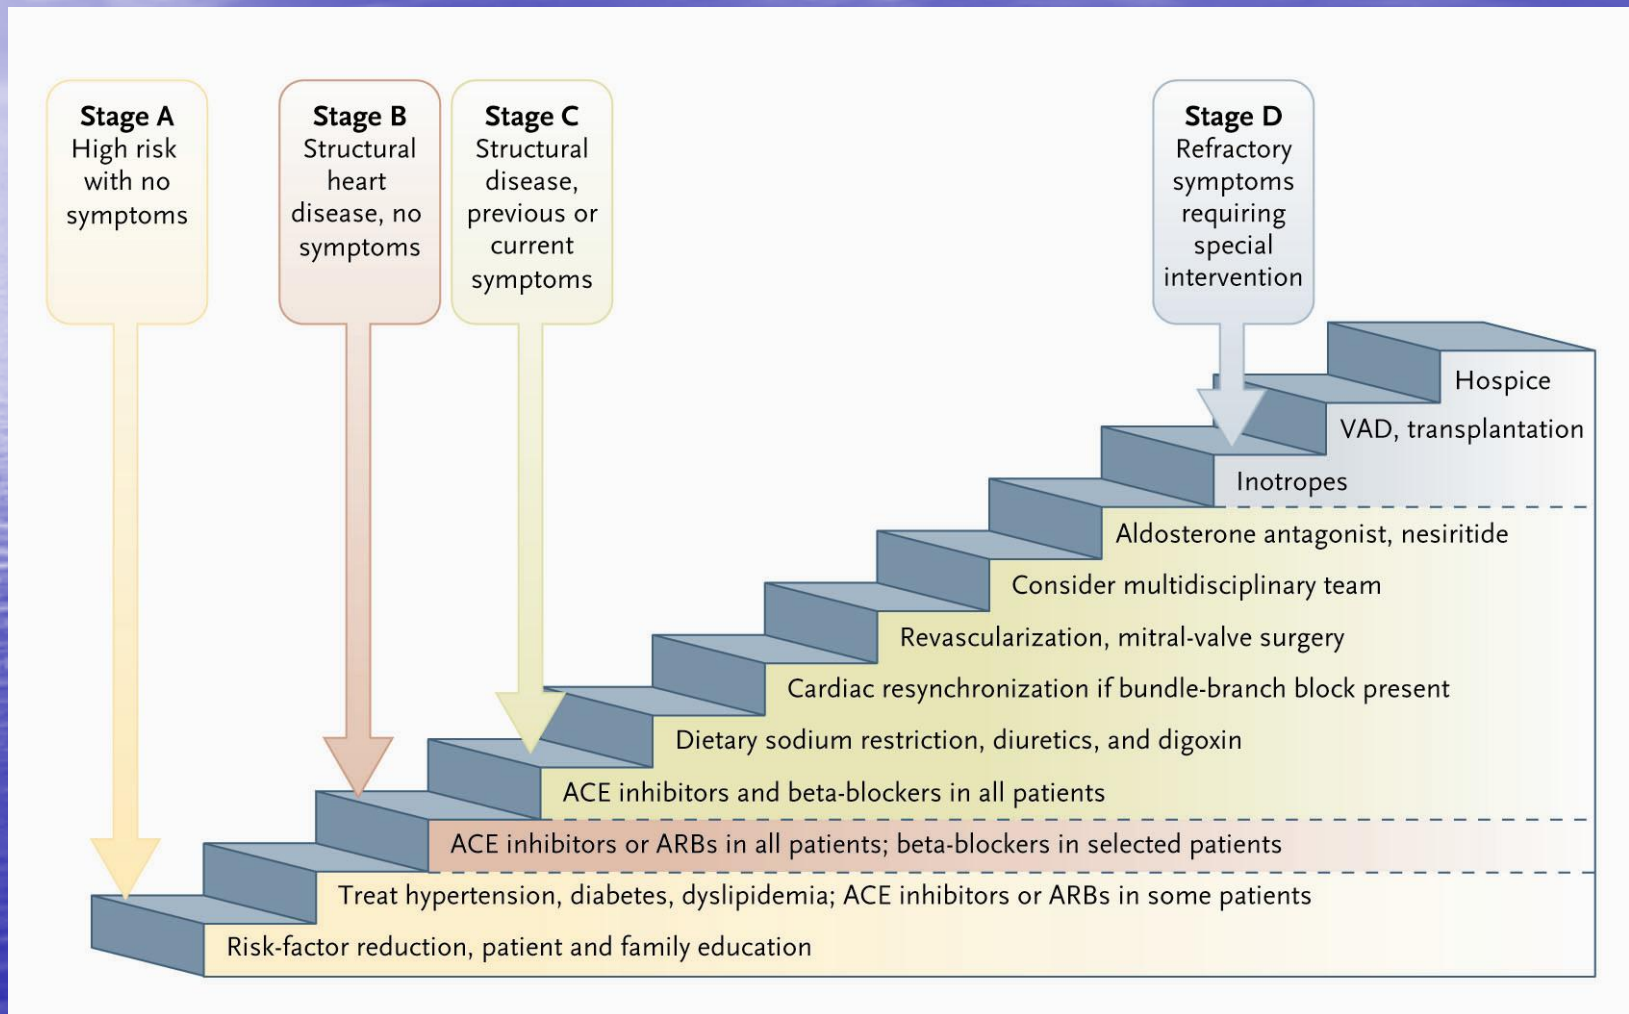 Stage A
High risk
with no
symptoms
Stage B
Structural
heart
disease, no
symptoms
Stage C
Structural
disease,
previous or
current
symptoms
Stage D
Refractory
symptoms
requiring
special
intervention
Hospice
VAD, transplantation
Inotropes
Aldosterone antagonist, nesiritide
Consider multidisciplinary team
Revascularization, mitral-valve surgery
Cardiac resynchronization if bundle-branch block present
Dietary sodium restriction, diuretics, and digoxin
ACE inhibitors and beta-blockers in all patients
ACE inhibitors or ARBs in all patients; beta-blockers in selected patients
Treat hypertension, diabetes, dyslipidemia; ACE inhibitors or ARBs in some patients
Risk-factor reduction, patient and family education